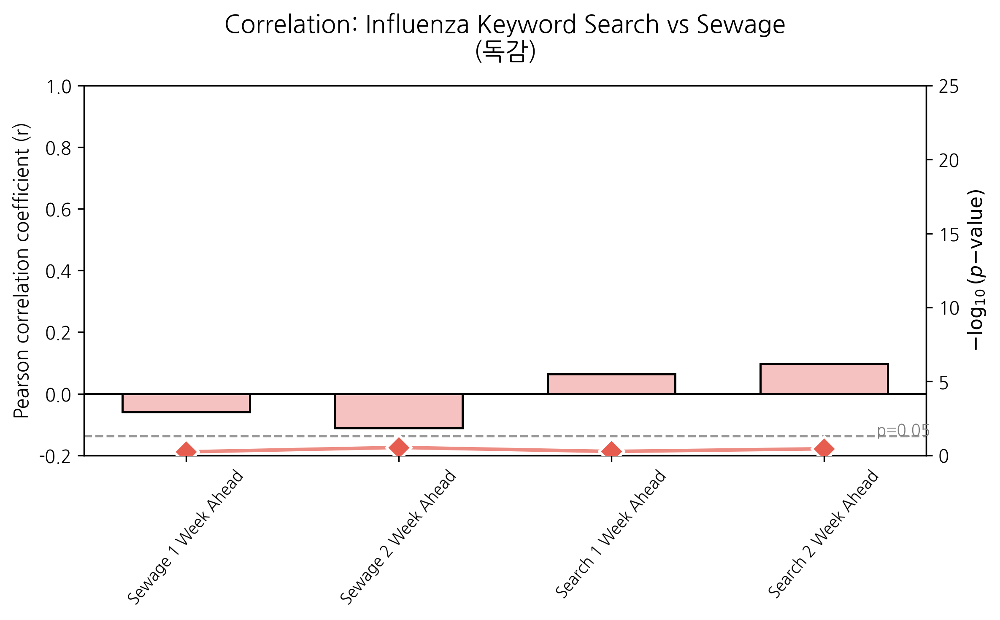 Correlation: Influenza Keyword Search vs Sewage
(독감)
Pearson correlation coefficient (r)
1.0
0.8
0.6
0.4
0.2
0.0
-0.2
25
20
15
10
5
0
−log₁₀ (p−value)
p=0.05
Sewage 1 Week Ahead
Sewage 2 Week Ahead
Search 1 Week Ahead
Search 2 Week Ahead